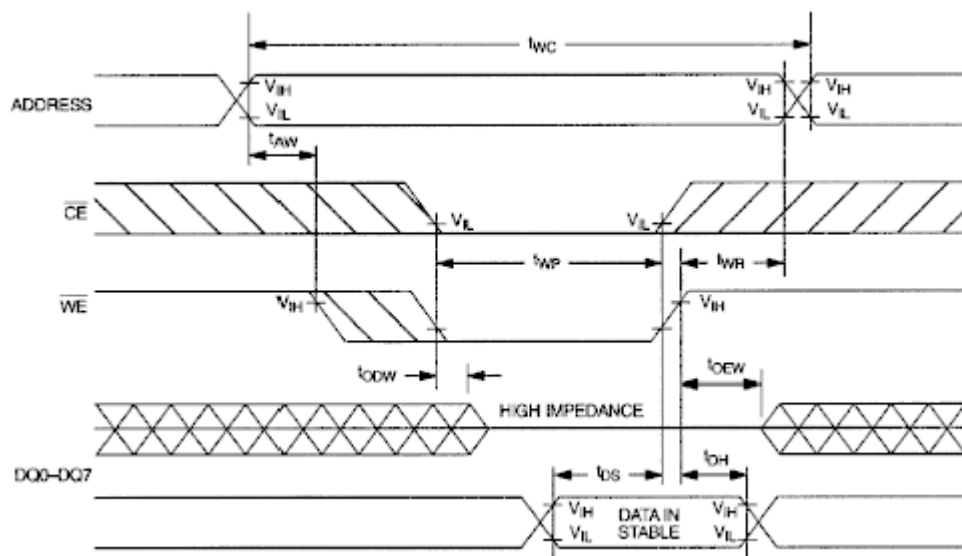 tWC
ADDRESS
VIH VIH VIH
VIL VIL VIL
tAW
CE
VIL VIL
tWP tWR
WE
VIH VIH
tODW tOEW
HIGH IMPEDANCE
DQ0–DQ7
tDS tDH
VIH DATA IN VIH
VIL STABLE VIL